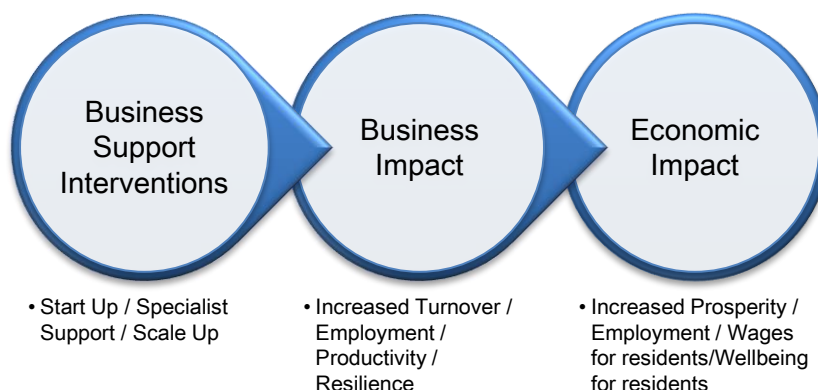 Business
Support
Interventions
• Start Up / Specialist
Support / Scale Up
Business
Impact
• Increased Turnover /
Employment /
Productivity /
Resilience
Economic
Impact
• Increased Prosperity /
Employment / Wages
for residents/Wellbeing
for residents